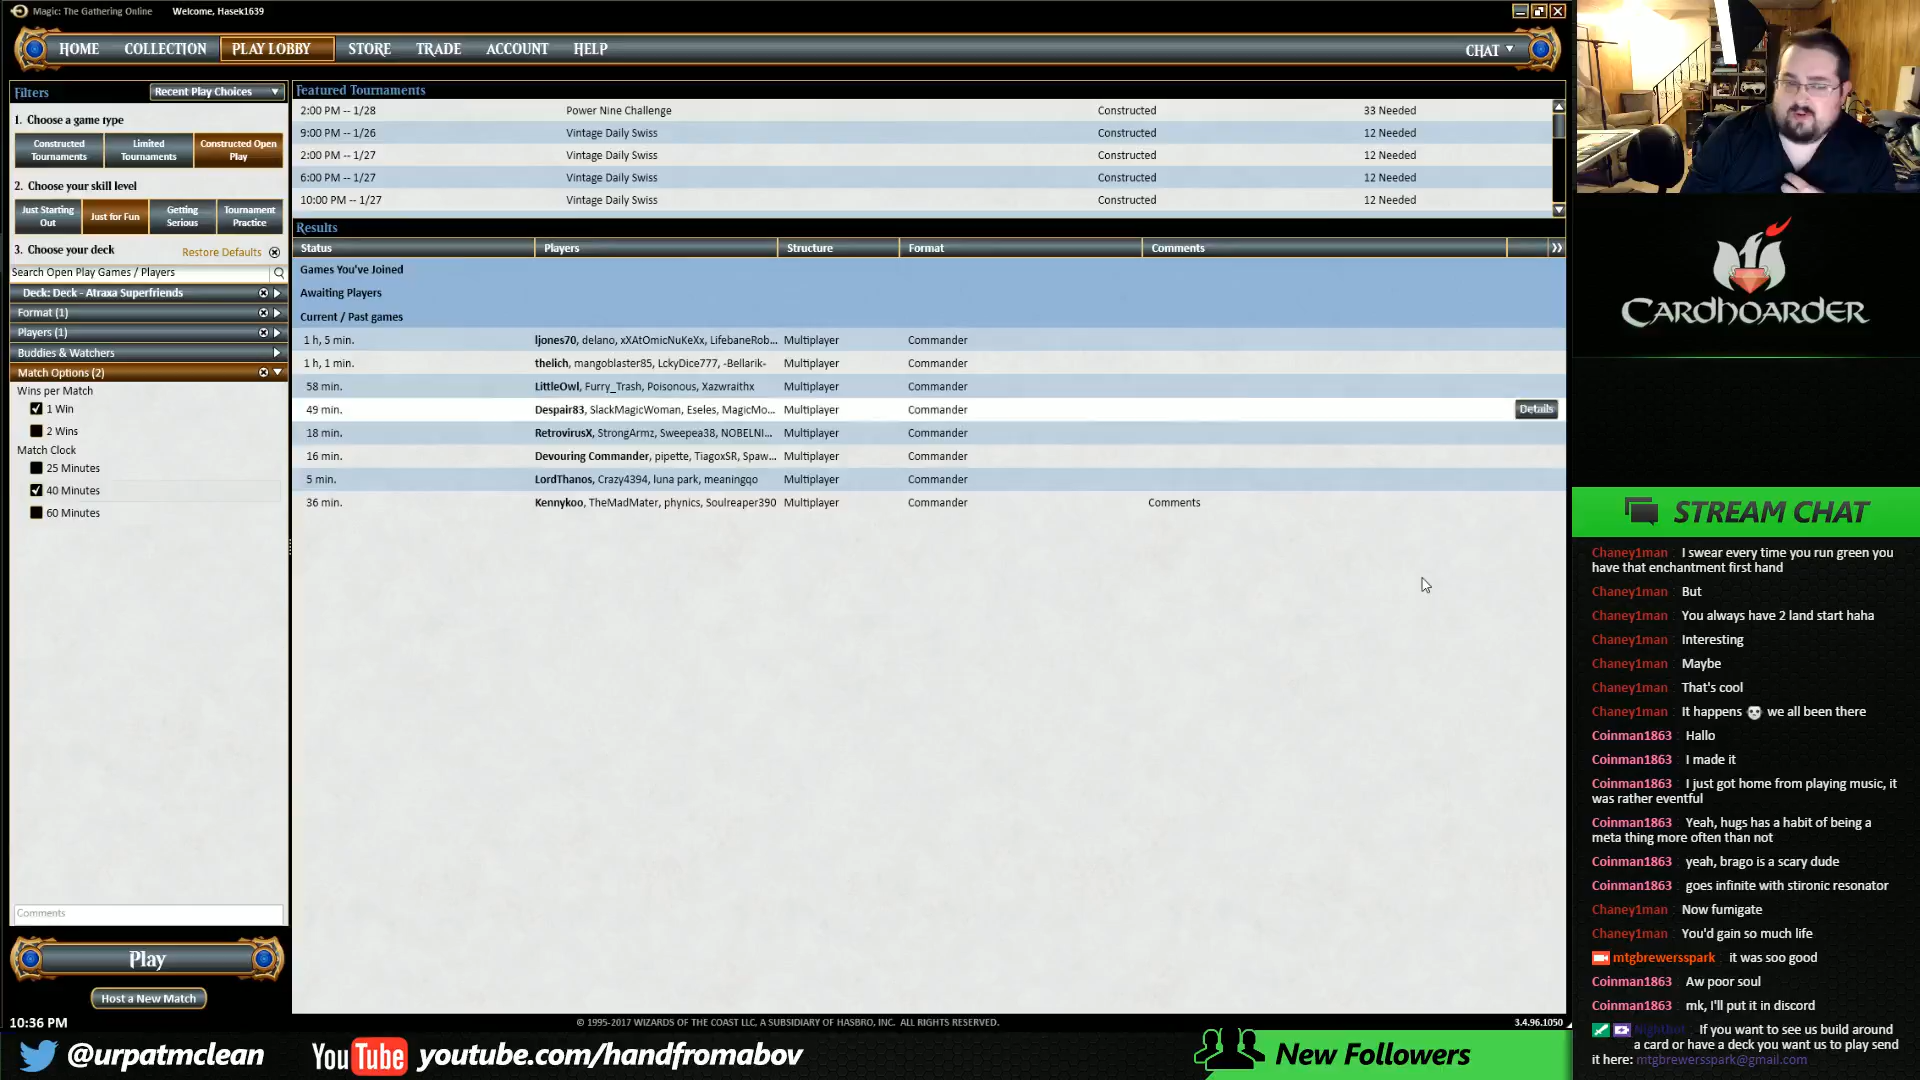 Magic: The Gathering Online Welcome, Hasek1639
HOME COLLECTION PLAY LOBBY STORE TRADE ACCOUNT HELP CHAT
Filters Recent Play Choices
1. Choose a game type
Constructed Tournaments Limited Tournaments Constructed Open Play
2. Choose your skill level
Just Starting Out Just for Fun Getting Serious Tournament Practice
3. Choose your deck Restore Defaults
Search Open Play Games / Players
Deck: Deck - Atraxa Superfriends
Format (1)
Players (1)
Buddies & Watchers
Match Options (2)
Wins per Match
1 Win
2 Wins
Match Clock
25 Minutes
40 Minutes
60 Minutes
Comments
Play
Host a New Match
10:36 PM
Featured Tournaments
2:00 PM -- 1/28 Power Nine Challenge Constructed 33 Needed
9:00 PM -- 1/26 Vintage Daily Swiss Constructed 12 Needed
2:00 PM -- 1/27 Vintage Daily Swiss Constructed 12 Needed
6:00 PM -- 1/27 Vintage Daily Swiss Constructed 12 Needed
10:00 PM -- 1/27 Vintage Daily Swiss Constructed 12 Needed
Results
Status Players Structure Format Comments
Games You've Joined
Awaiting Players
Current / Past games
1 h, 5 min. ljones70, delano, xXAtOmicNuKeXx, LifebaneRob... Multiplayer Commander
1 h, 1 min. thelich, mangoblaster85, LckyDice777, -Bellarik- Multiplayer Commander
58 min. LittleOwl, Furry_Trash, Poisonous, Xazwraithx Multiplayer Commander
49 min. Despair83, SlackMagicWoman, Eseles, MagicMo... Multiplayer Commander Details
18 min. RetrovirusX, StrongArmz, Sweepea38, NOBELNI... Multiplayer Commander
16 min. Devouring Commander, pipette, TiagoxSR, Spaw... Multiplayer Commander
5 min. LordThanos, Crazy4394, luna park, meaningqo Multiplayer Commander
36 min. Kennykoo, TheMadMater, phynics, Soulreaper390 Multiplayer Commander Comments
© 1995-2017 WIZARDS OF THE COAST LLC, A SUBSIDIARY OF HASBRO, INC. ALL RIGHTS RESERVED. 3.4.96.1050
CARDHOARDER
STREAM CHAT
Chaney1man I swear every time you run green you
have that enchantment first hand
Chaney1man But
Chaney1man You always have 2 land start haha
Chaney1man Interesting
Chaney1man Maybe
Chaney1man That's cool
Chaney1man It happens we all been there
Coinman1863 Hallo
Coinman1863 I made it
Coinman1863 I just got home from playing music, it
was rather eventful
Coinman1863 Yeah, hugs has a habit of being a
meta thing more often than not
Coinman1863 yeah, brago is a scary dude
Coinman1863 goes infinite with stironic resonator
Chaney1man Now fumigate
Chaney1man You'd gain so much life
mtgbrewersspark it was soo good
Coinman1863 Aw poor soul
Coinman1863 mk, I'll put it in discord
Nightbot If you want to see us build around
a card or have a deck you want us to play send
it here: mtgbrewersspark@gmail.com
@urpatmclean YouTube youtube.com/handfromabov New Followers